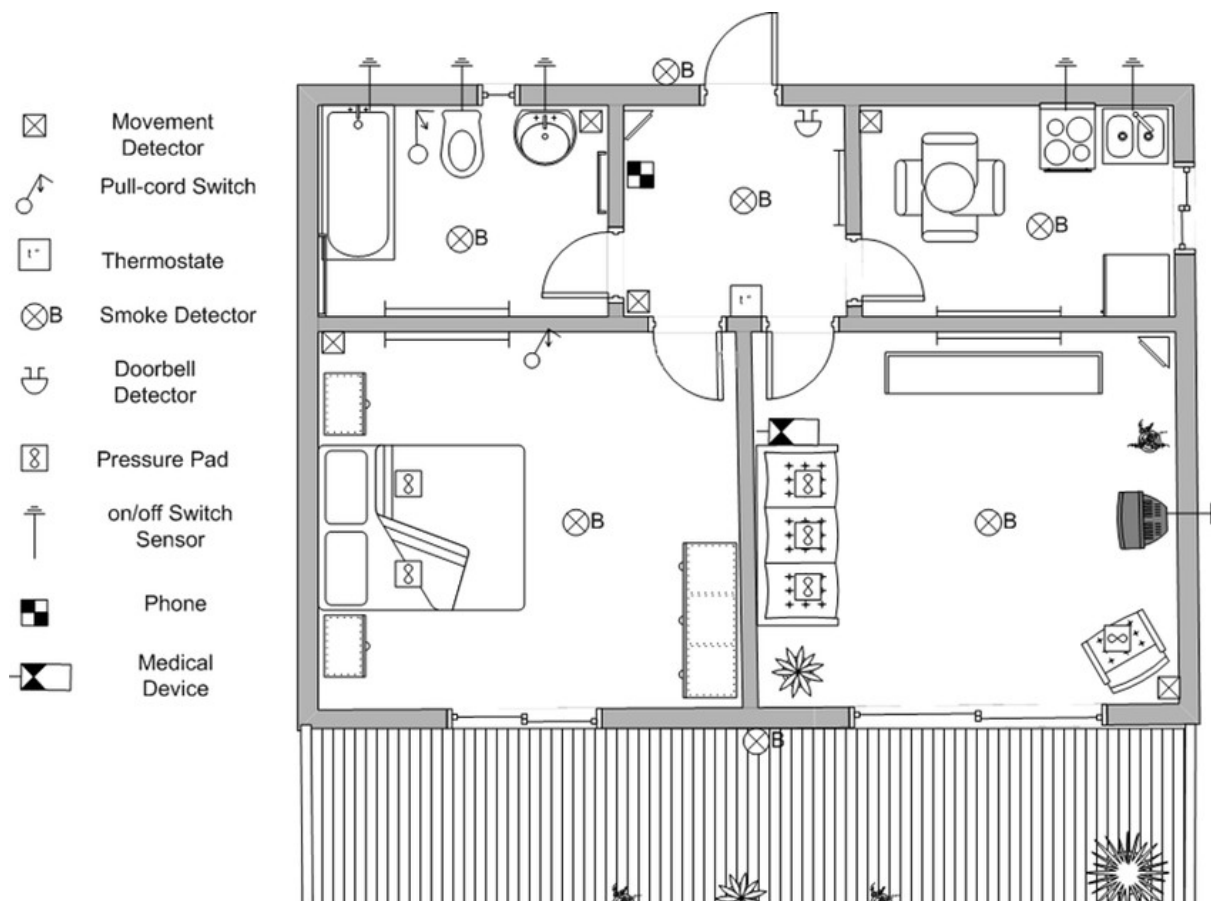 Movement
Detector
Pull-cord Switch
t°
Thermostate
B
Smoke Detector
Doorbell
Detector
Pressure Pad
on/off Switch
Sensor
Phone
Medical
Device
B
B
B
B
t°
B
B
B